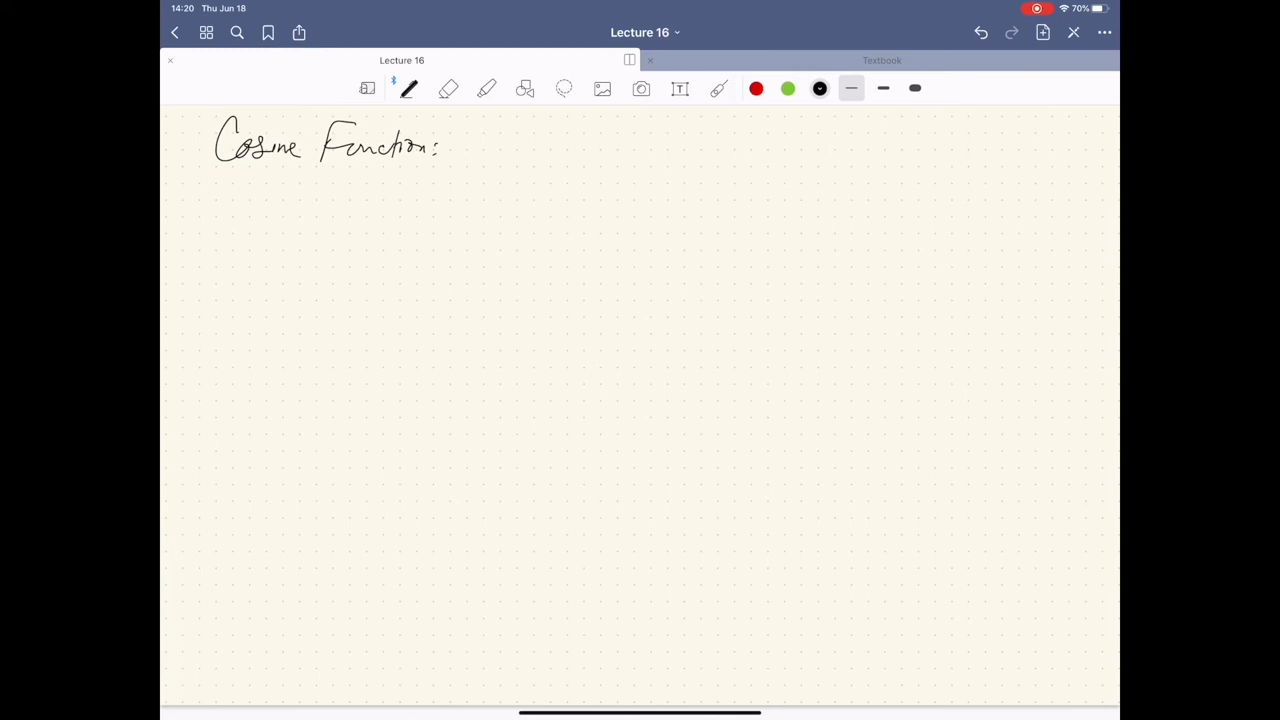 14:20 Thu Jun 18
70%
Lecture 16
Lecture 16
Textbook
T
Cosine Function: